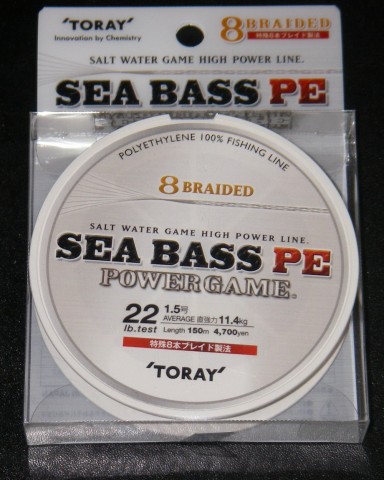 'TORAY'
Innovation by Chemistry
8 BRAIDED
特殊8本ブレイド製法
SALT WATER GAME HIGH POWER LINE.
SEA BASS PE
POLYETHYLENE 100% FISHING LINE
8 BRAIDED
SALT WATER GAME HIGH POWER LINE.
SEA BASS PE
POWER GAME®
22 lb.test
1.5号
AVERAGE 直強力 11.4kg
Length 150m 4,700yen
特殊8本ブレイド製法
'TORAY'